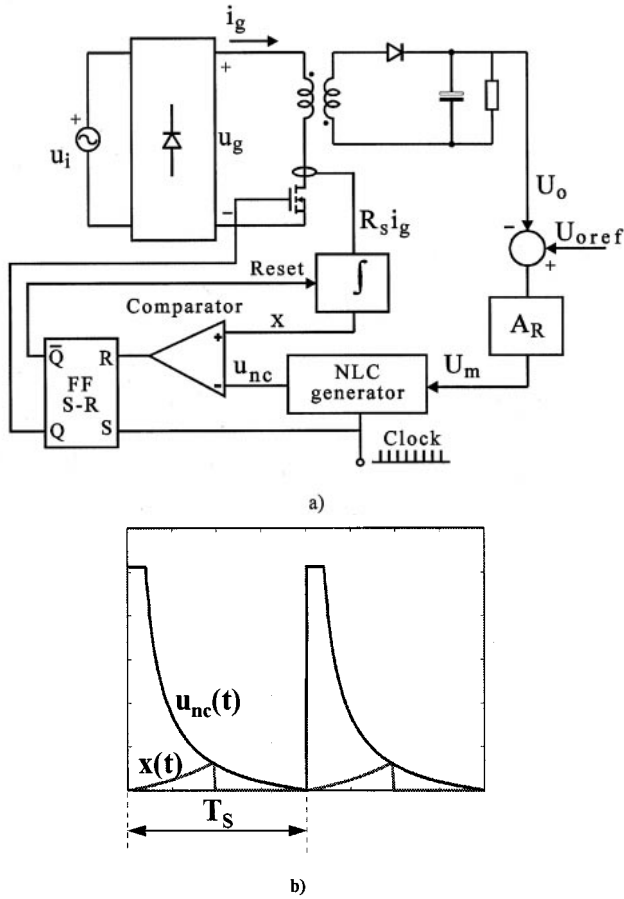 i_g
+
+
u_i
u_g
−
R_s i_g
U_o
-
U_oref
+
Reset
∫
Comparator
x
+
A_R
Q̄
R
u_nc
NLC
generator
U_m
FF
S-R
-
Q
S
Clock
a)
u_nc(t)
x(t)
T_S
b)